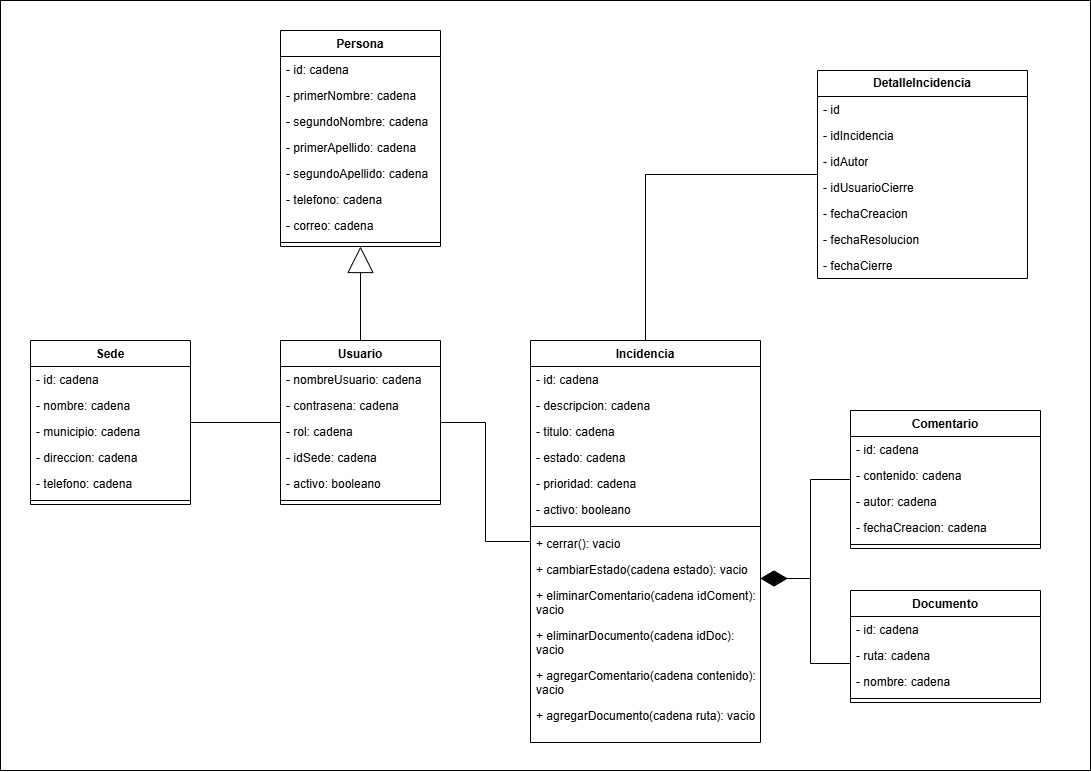 Persona
- id: cadena
- primerNombre: cadena
- segundoNombre: cadena
- primerApellido: cadena
- segundoApellido: cadena
- telefono: cadena
- correo: cadena
DetalleIncidencia
- id
- idIncidencia
- idAutor
- idUsuarioCierre
- fechaCreacion
- fechaResolucion
- fechaCierre
Sede
- id: cadena
- nombre: cadena
- municipio: cadena
- direccion: cadena
- telefono: cadena
Usuario
- nombreUsuario: cadena
- contrasena: cadena
- rol: cadena
- idSede: cadena
- activo: booleano
Incidencia
- id: cadena
- descripcion: cadena
- titulo: cadena
- estado: cadena
- prioridad: cadena
- activo: booleano
+ cerrar(): vacio
+ cambiarEstado(cadena estado): vacio
+ eliminarComentario(cadena idComent):
vacio
+ eliminarDocumento(cadena idDoc):
vacio
+ agregarComentario(cadena contenido):
vacio
+ agregarDocumento(cadena ruta): vacio
Comentario
- id: cadena
- contenido: cadena
- autor: cadena
- fechaCreacion: cadena
Documento
- id: cadena
- ruta: cadena
- nombre: cadena